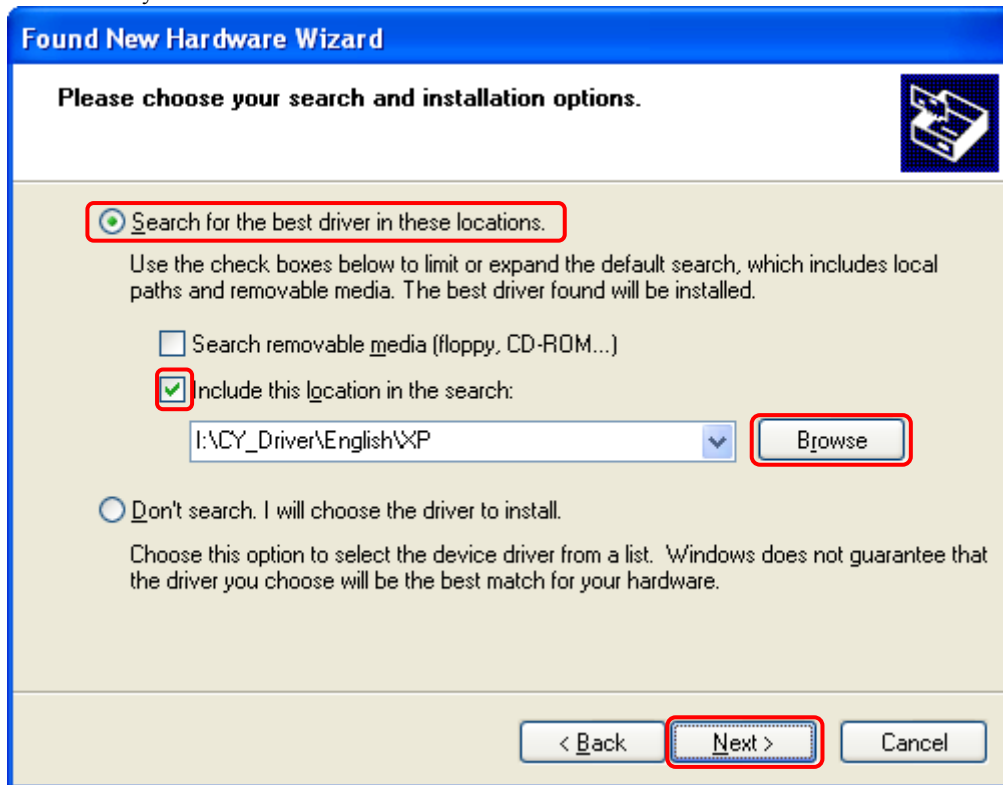 Found New Hardware Wizard
Please choose your search and installation options.
Search for the best driver in these locations.
Use the check boxes below to limit or expand the default search, which includes local
paths and removable media. The best driver found will be installed.
Search removable media (floppy, CD-ROM...)
Include this location in the search:
I:\CY_Driver\English\XP
Browse
Don't search. I will choose the driver to install.
Choose this option to select the device driver from a list. Windows does not guarantee that
the driver you choose will be the best match for your hardware.
< Back
Next >
Cancel